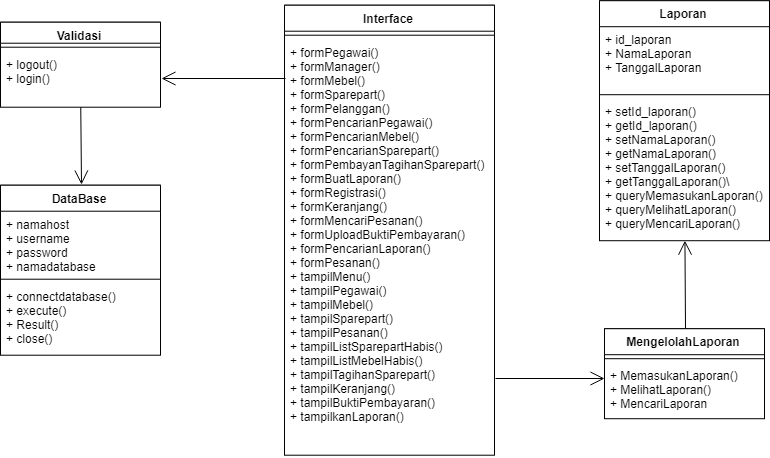 Validasi
+ logout()
+ login()
DataBase
+ namahost
+ username
+ password
+ namadatabase
+ connectdatabase()
+ execute()
+ Result()
+ close()
Interface
+ formPegawai()
+ formManager()
+ formMebel()
+ formSparepart()
+ formPelanggan()
+ formPencarianPegawai()
+ formPencarianMebel()
+ formPencarianSparepart()
+ formPembayanTagihanSparepart()
+ formBuatLaporan()
+ formRegistrasi()
+ formKeranjang()
+ formMencariPesanan()
+ formUploadBuktiPembayaran()
+ formPencarianLaporan()
+ formPesanan()
+ tampilMenu()
+ tampilPegawai()
+ tampilMebel()
+ tampilSparepart()
+ tampilPesanan()
+ tampilListSparepartHabis()
+ tampilListMebelHabis()
+ tampilTagihanSparepart()
+ tampilKeranjang()
+ tampilBuktiPembayaran()
+ tampilkanLaporan()
Laporan
+ id_laporan
+ NamaLaporan
+ TanggalLaporan
+ setId_laporan()
+ getId_laporan()
+ setNamaLaporan()
+ getNamaLaporan()
+ setTanggalLaporan()
+ getTanggalLaporan()\
+ queryMemasukanLaporan()
+ queryMelihatLaporan()
+ queryMencariLaporan()
MengelolahLaporan
+ MemasukanLaporan()
+ MelihatLaporan()
+ MencariLaporan